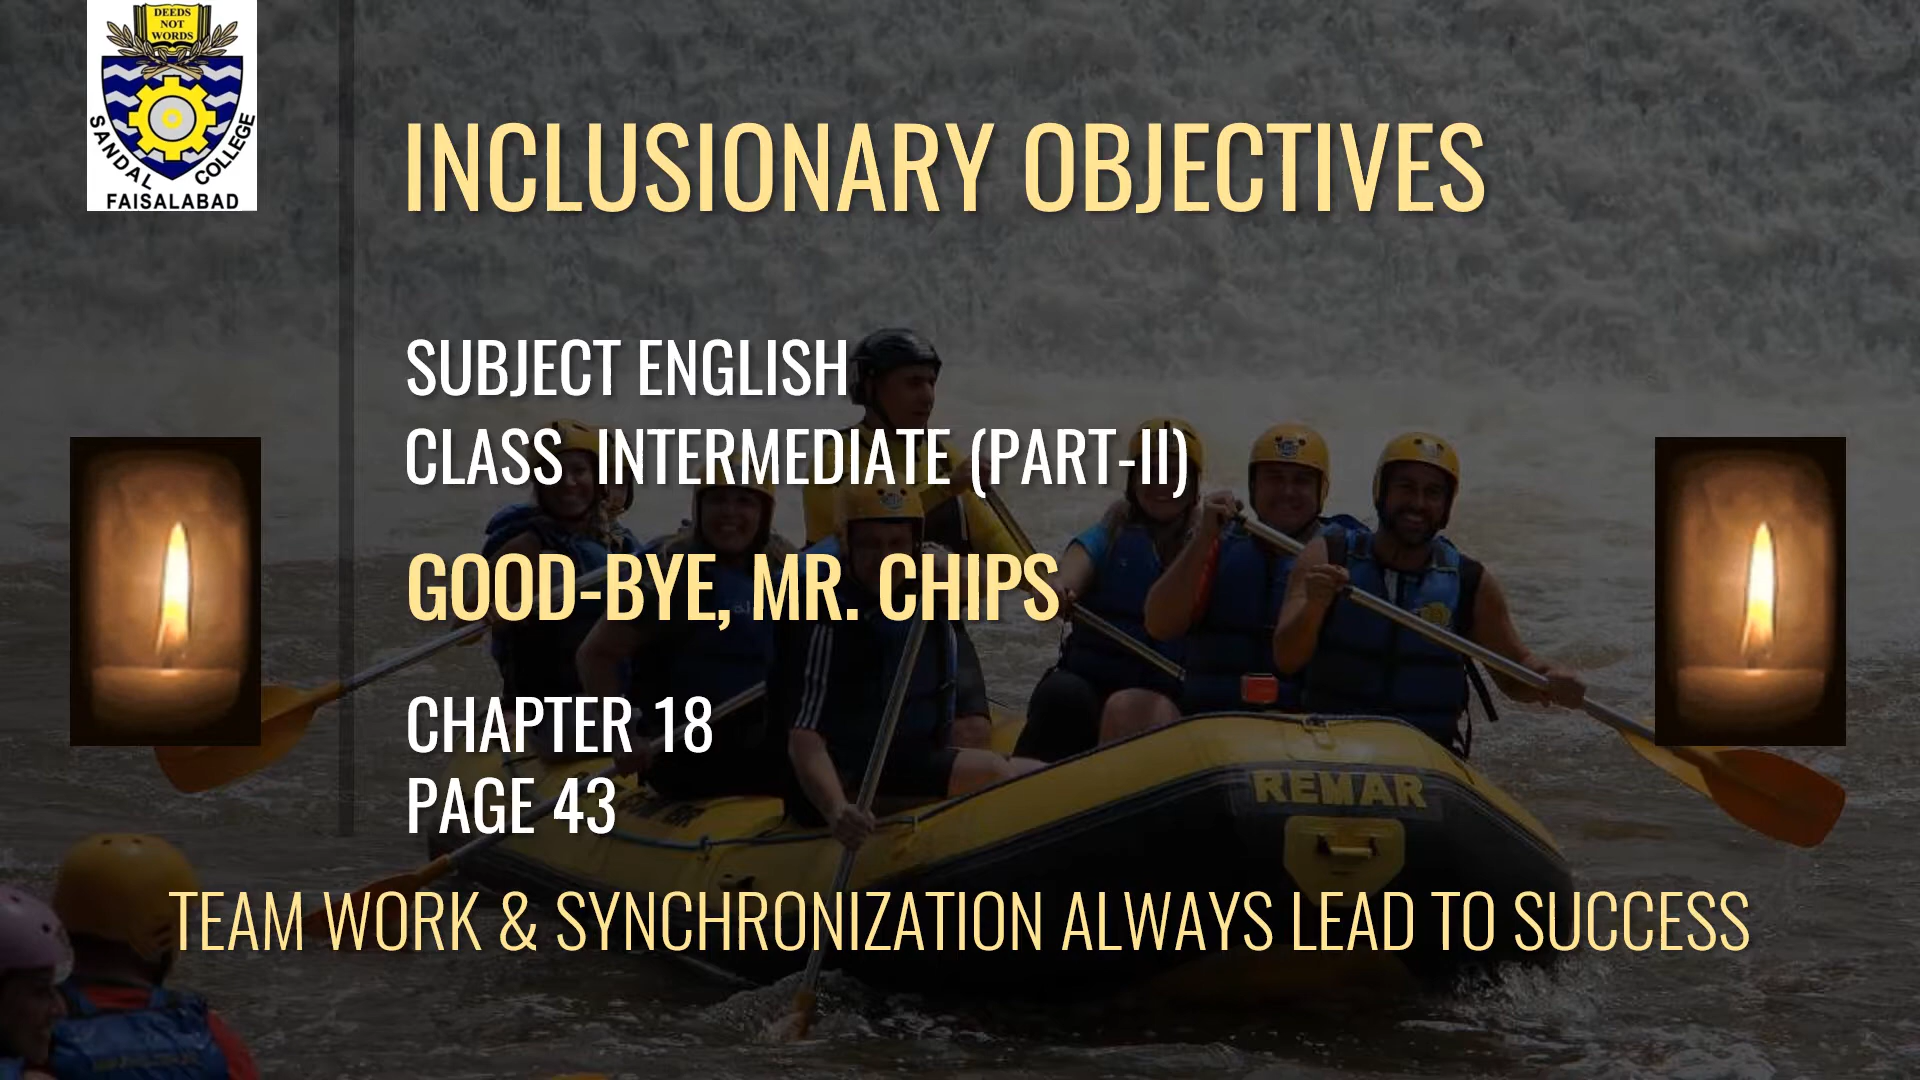 DEEDS
NOT
WORDS
SANDAL COLLEGE
FAISALABAD
INCLUSIONARY OBJECTIVES
SUBJECT ENGLISH
CLASS INTERMEDIATE (PART-II)
GOOD-BYE, MR. CHIPS
CHAPTER 18
PAGE 43
REMAR
TEAM WORK & SYNCHRONIZATION ALWAYS LEAD TO SUCCESS